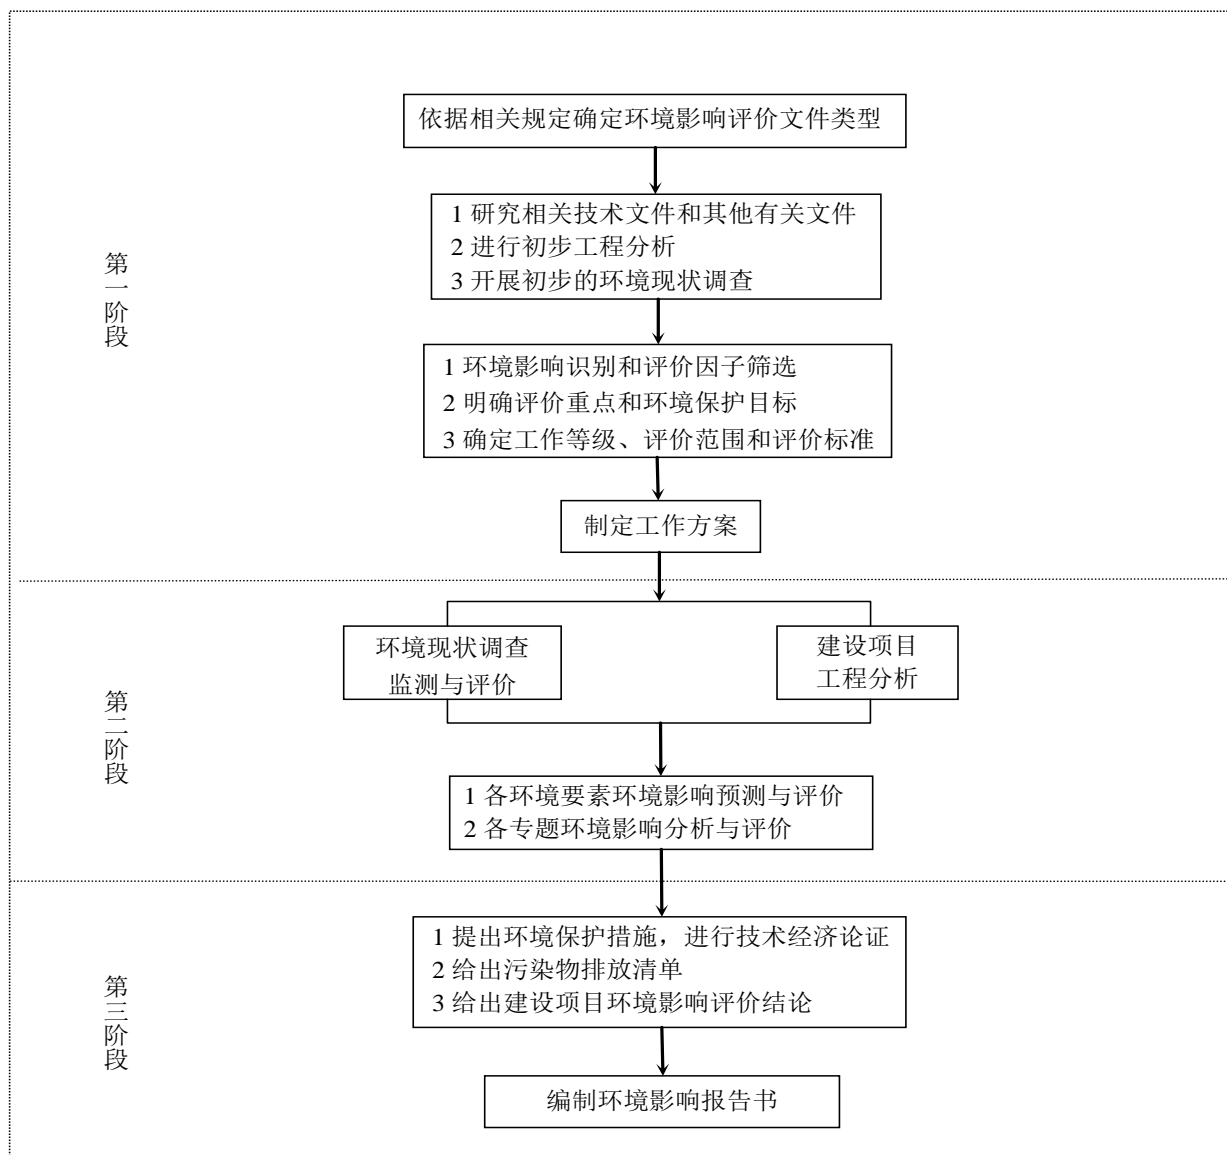 依据相关规定确定环境影响评价文件类型
1 研究相关技术文件和其他有关文件
2 进行初步工程分析
3 开展初步的环境现状调查
第一阶段
1 环境影响识别和评价因子筛选
2 明确评价重点和环境保护目标
3 确定工作等级、评价范围和评价标准
制定工作方案
环境现状调查
监测与评价
建设项目
工程分析
第二阶段
1 各环境要素环境影响预测与评价
2 各专题环境影响分析与评价
1 提出环境保护措施，进行技术经济论证
2 给出污染物排放清单
3 给出建设项目环境影响评价结论
第三阶段
编制环境影响报告书